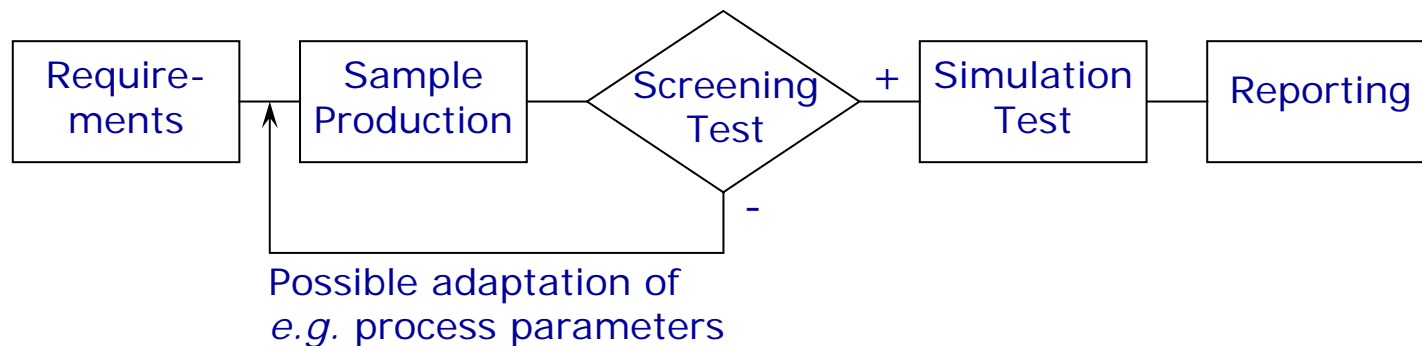 Require-
ments
Sample
Production
Screening
Test
+
-
Simulation
Test
Reporting
Possible adaptation of
e.g. process parameters